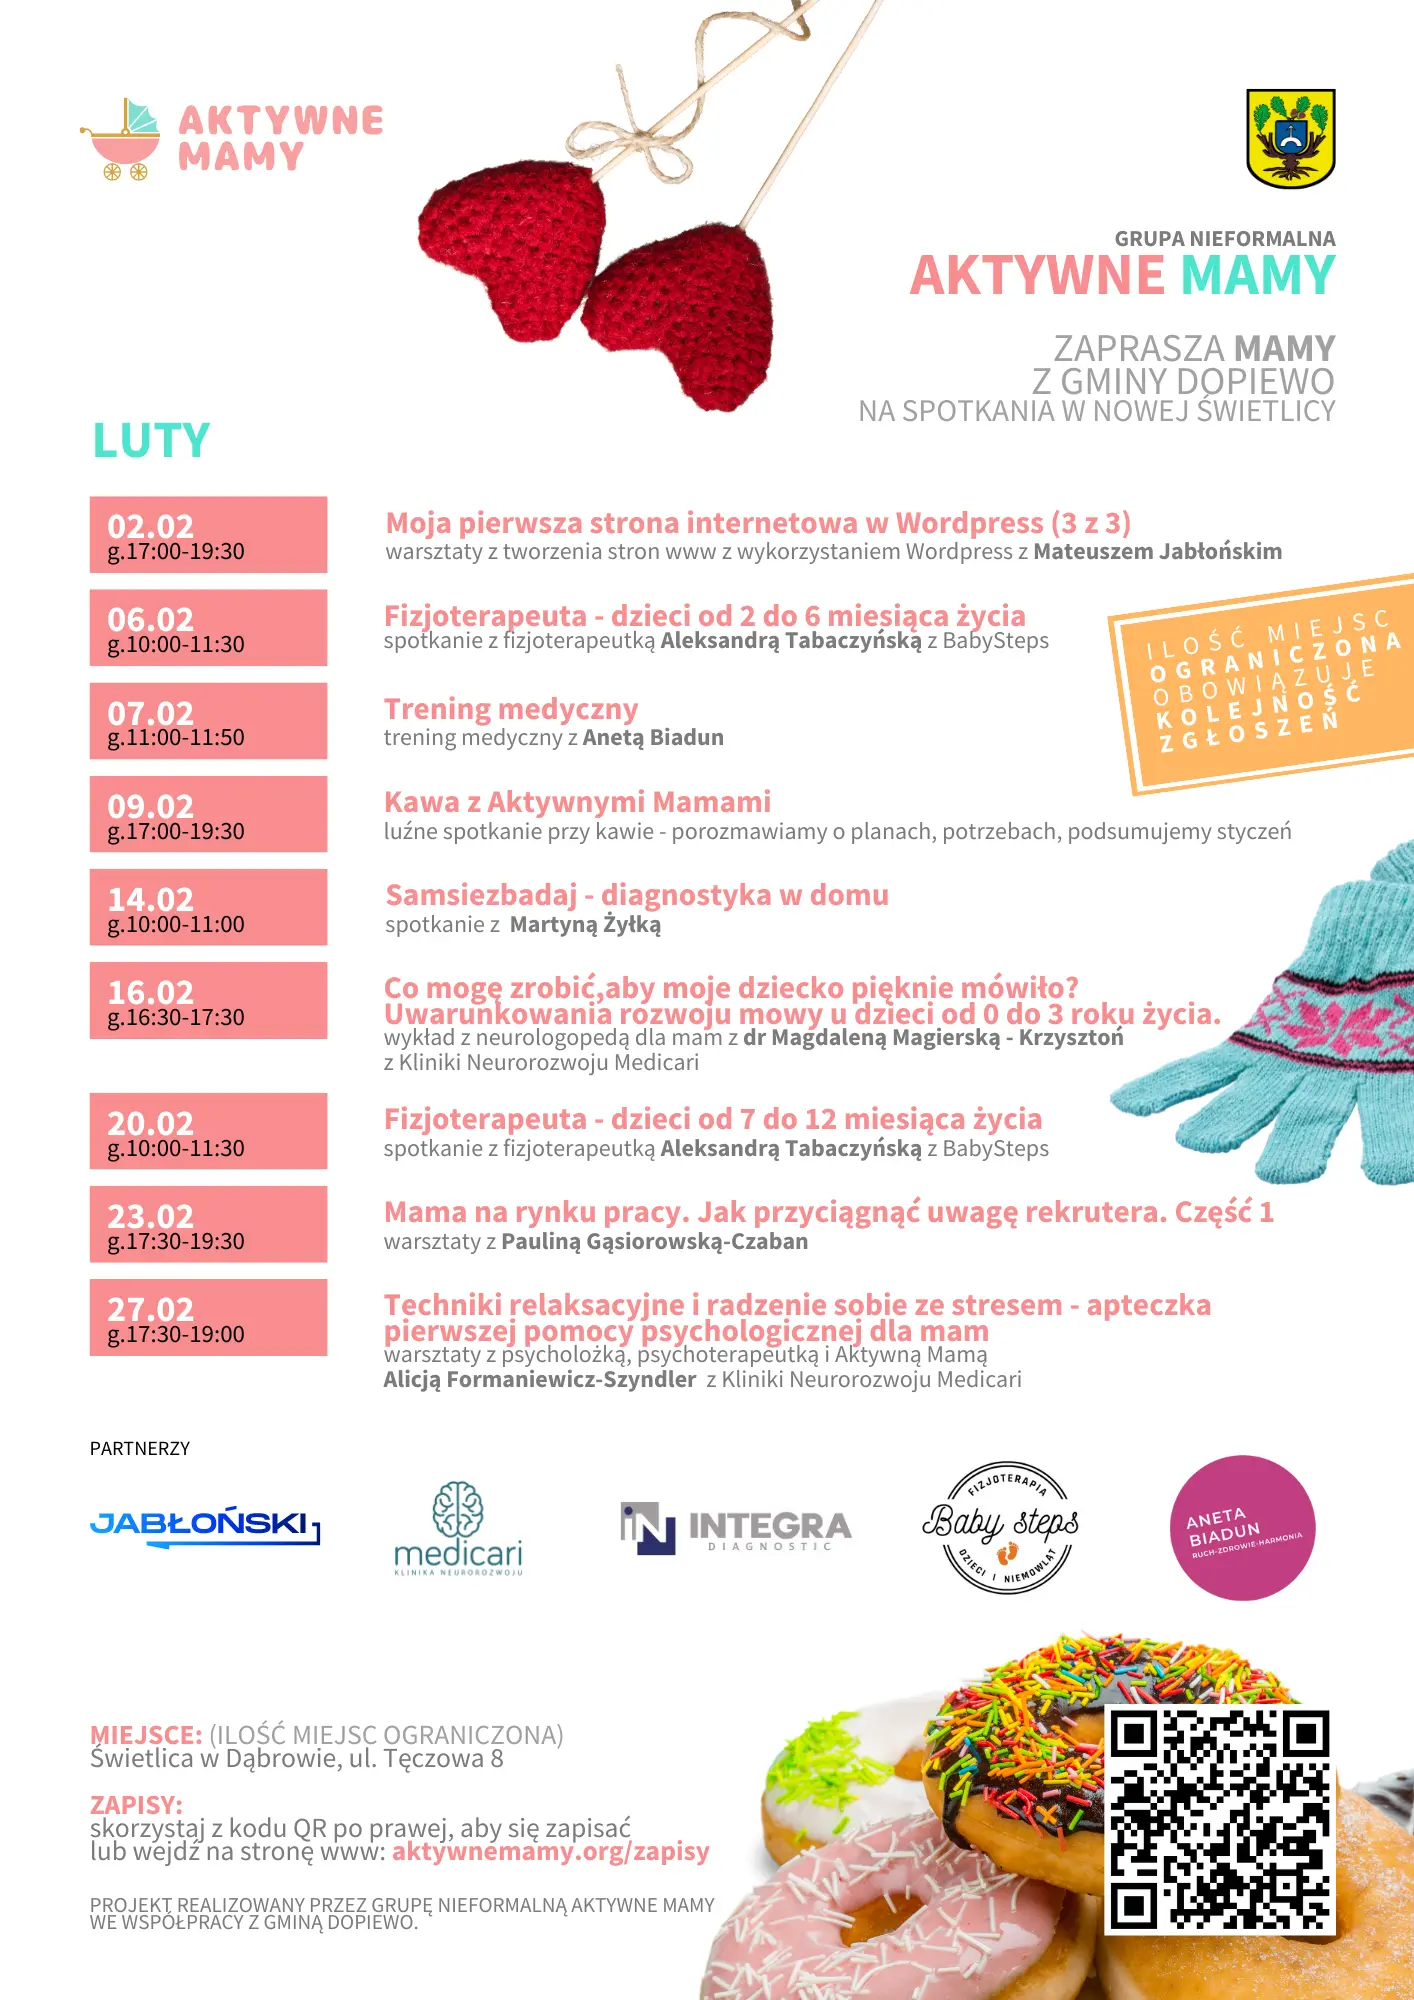 AKTYWNE
MAMY
GRUPA NIEFORMALNA
AKTYWNE MAMY
ZAPRASZA MAMY
Z GMINY DOPIEWO
NA SPOTKANIA W NOWEJ ŚWIETLICY
LUTY
02.02
g.17:00-19:30
Moja pierwsza strona internetowa w Wordpress (3 z 3)
warsztaty z tworzenia stron www z wykorzystaniem Wordpress z Mateuszem Jabłońskim
06.02
g.10:00-11:30
Fizjoterapeuta - dzieci od 2 do 6 miesiąca życia
spotkanie z fizjoterapeutką Aleksandrą Tabaczyńską z BabySteps
ILOŚĆ MIEJSC
OGRANICZONA
OBOWIĄZUJE
KOLEJNOŚĆ
ZGŁOSZEŃ
07.02
g.11:00-11:50
Trening medyczny
trening medyczny z Anetą Biadun
09.02
g.17:00-19:30
Kawa z Aktywnymi Mamami
luźne spotkanie przy kawie - porozmawiamy o planach, potrzebach, podsumujemy styczeń
14.02
g.10:00-11:00
Samsiezbadaj - diagnostyka w domu
spotkanie z Martyną Żyłką
16.02
g.16:30-17:30
Co mogę zrobić,aby moje dziecko pięknie mówiło?
Uwarunkowania rozwoju mowy u dzieci od 0 do 3 roku życia.
wykład z neurologopedą dla mam z dr Magdaleną Magierską - Krzysztoń
z Kliniki Neurorozwoju Medicari
20.02
g.10:00-11:30
Fizjoterapeuta - dzieci od 7 do 12 miesiąca życia
spotkanie z fizjoterapeutką Aleksandrą Tabaczyńską z BabySteps
23.02
g.17:30-19:30
Mama na rynku pracy. Jak przyciągnąć uwagę rekrutera. Część 1
warsztaty z Pauliną Gąsiorowską-Czaban
27.02
g.17:30-19:00
Techniki relaksacyjne i radzenie sobie ze stresem - apteczka
pierwszej pomocy psychologicznej dla mam
warsztaty z psycholożką, psychoterapeutką i Aktywną Mamą
Alicją Formaniewicz-Szyndler z Kliniki Neurorozwoju Medicari
PARTNERZY
JABŁOŃSKI
medicari
KLINIKA NEUROROZWOJU
iN INTEGRA
DIAGNOSTIC
FIZJOTERAPIA
Baby steps
DZIECI I NIEMOWLĄT
ANETA
BIADUN
RUCH-ZDROWIE-HARMONIA
MIEJSCE: (ILOŚĆ MIEJSC OGRANICZONA)
Świetlica w Dąbrowie, ul. Tęczowa 8
ZAPISY:
skorzystaj z kodu QR po prawej, aby się zapisać
lub wejdź na stronę www: aktywnemamy.org/zapisy
PROJEKT REALIZOWANY PRZEZ GRUPĘ NIEFORMALNĄ AKTYWNE MAMY
WE WSPÓŁPRACY Z GMINĄ DOPIEWO.